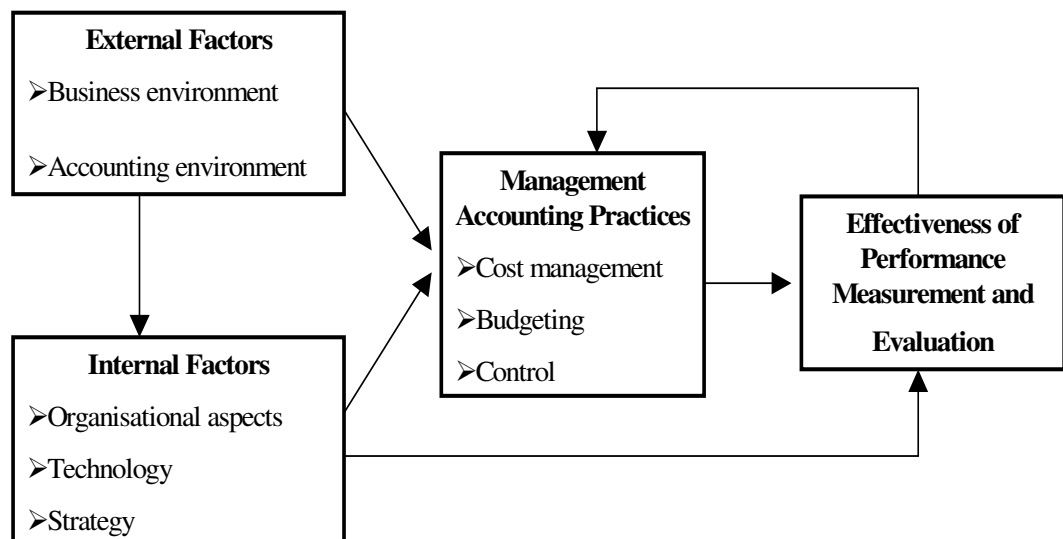 External Factors
➢Business environment
➢Accounting environment
Internal Factors
➢Organisational aspects
➢Technology
➢Strategy
Management
Accounting Practices
➢Cost management
➢Budgeting
➢Control
Effectiveness of
Performance
Measurement and
Evaluation